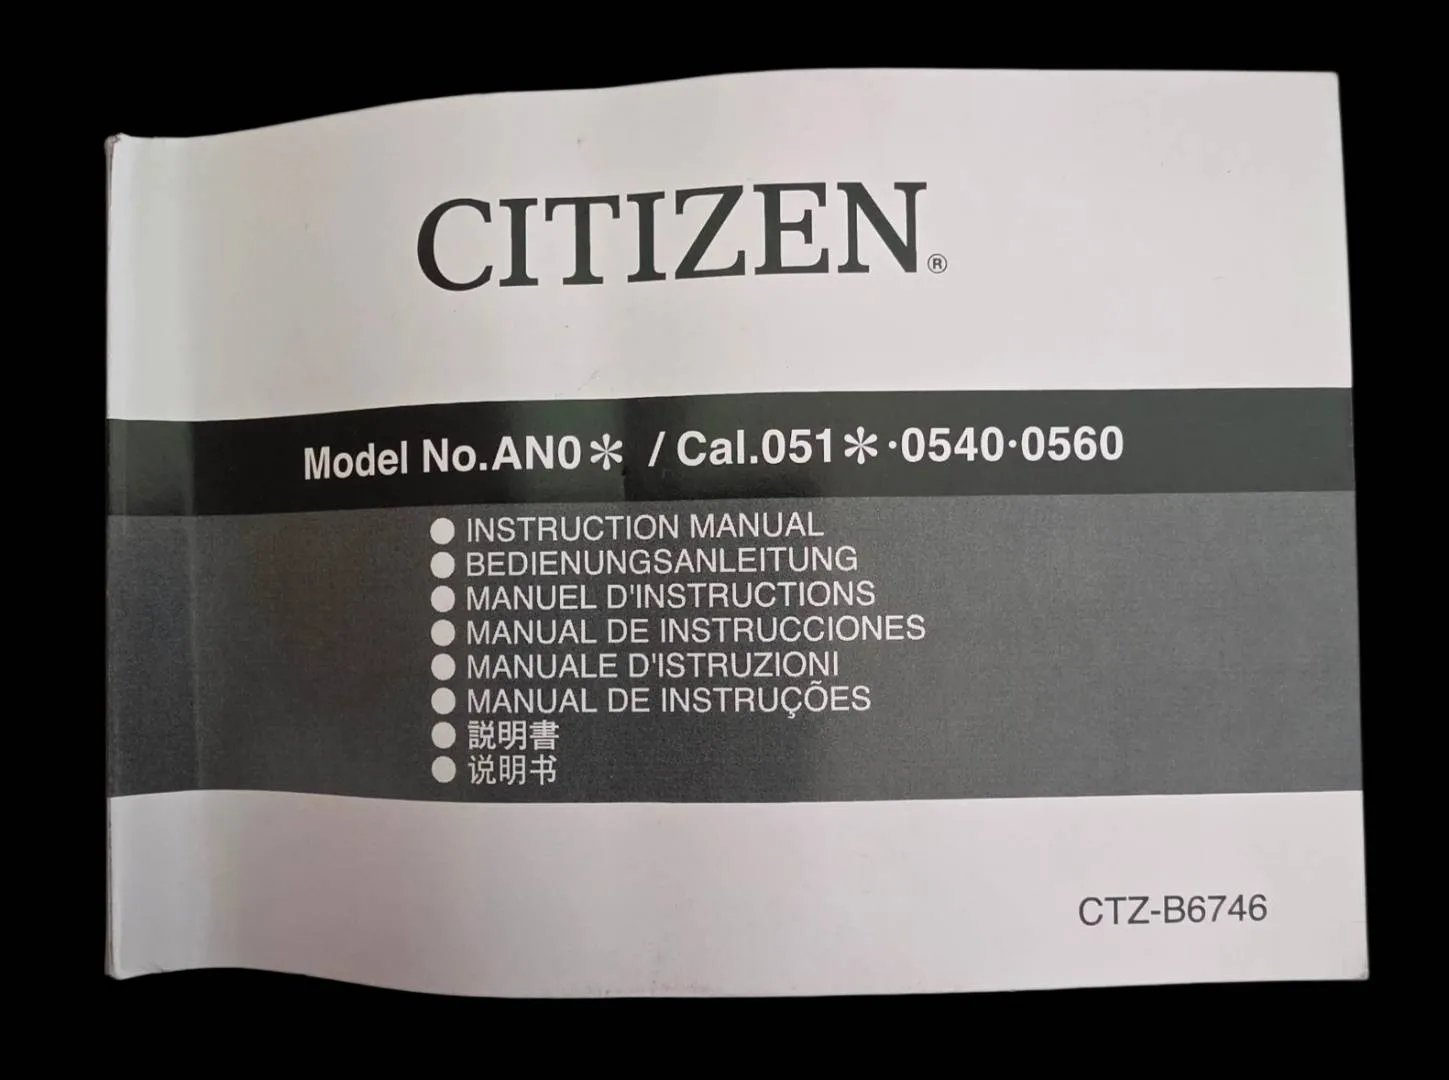 CITIZEN®
Model No.AN0＊ / Cal.051＊·0540·0560
● INSTRUCTION MANUAL
● BEDIENUNGSANLEITUNG
● MANUEL D'INSTRUCTIONS
● MANUAL DE INSTRUCCIONES
● MANUALE D'ISTRUZIONI
● MANUAL DE INSTRUÇÕES
● 説明書
● 说明书
CTZ-B6746